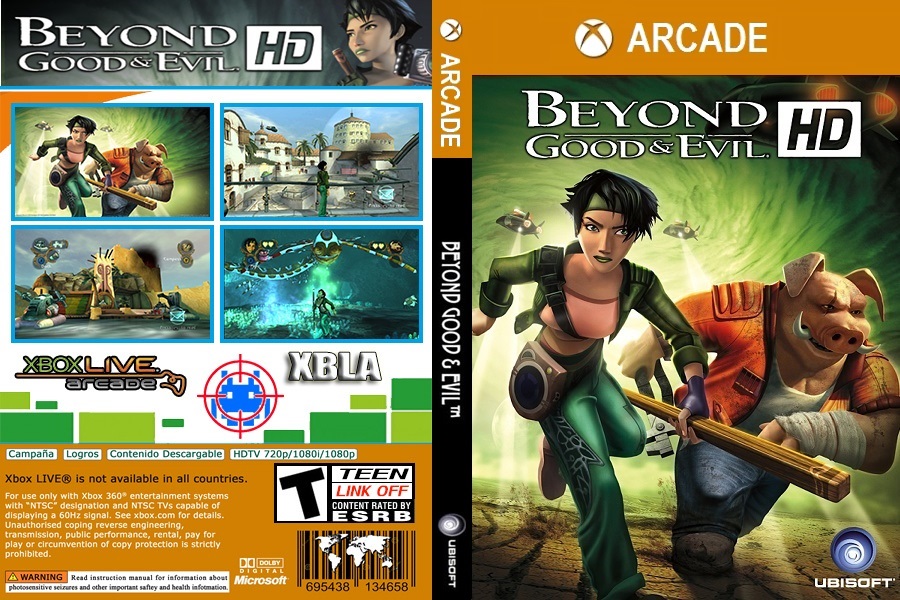 BEYOND
GOOD & EVIL. HD
XBOX LIVE.
arcade
XBLA
Campaña Logros Contenido Descargable HDTV 720p/1080i/1080p
Xbox LIVE® is not available in all countries.
For use only with Xbox 360® entertainment systems
with “NTSC” designation and NTSC TVs capable of
displaying a 60Hz signal. See xbox.com for details.
Unauthorised coping reverse engineering,
transmission, public performance, rental, pay for
play or circumvention of copy protection is strictly
prohibited.
WARNING Read instruction manual for information about
photosensitive seizures and other important saftey and health infotmation.
T
TEEN
LINK OFF
CONTENT RATED BY
ESRB
DOLBY
DIGITAL
Microsoft
695438 134658
ARCADE
BEYOND GOOD & EVIL™
UBISOFT
ARCADE
BEYOND
GOOD & EVIL. HD
UBISOFT